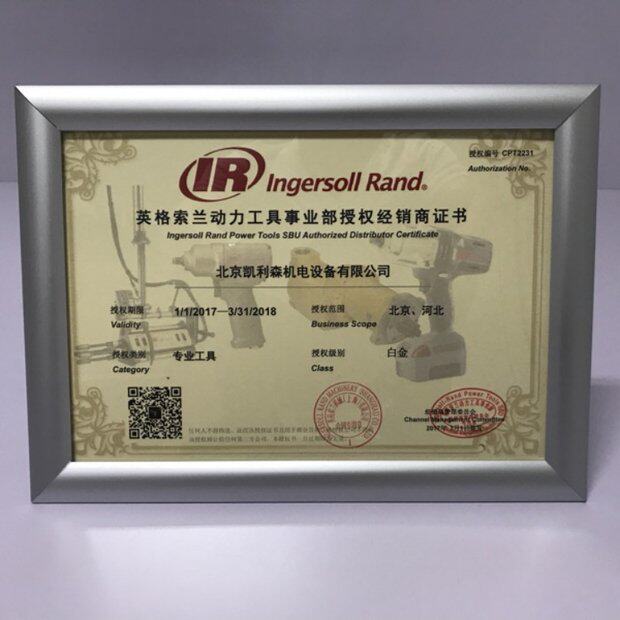 授权编号 CPT2231
Authorization No.
IR Ingersoll Rand®
英格索兰动力工具事业部授权经销商证书
Ingersoll Rand Power Tools SBU Authorized Distributor Certificate
北京凯利森机电设备有限公司
授权期限 1/1/2017—3/31/2018 授权范围 北京、河北
Validity Business Scope
授权类别 专业工具 授权级别 白金
Category Class
Channel Management Committee